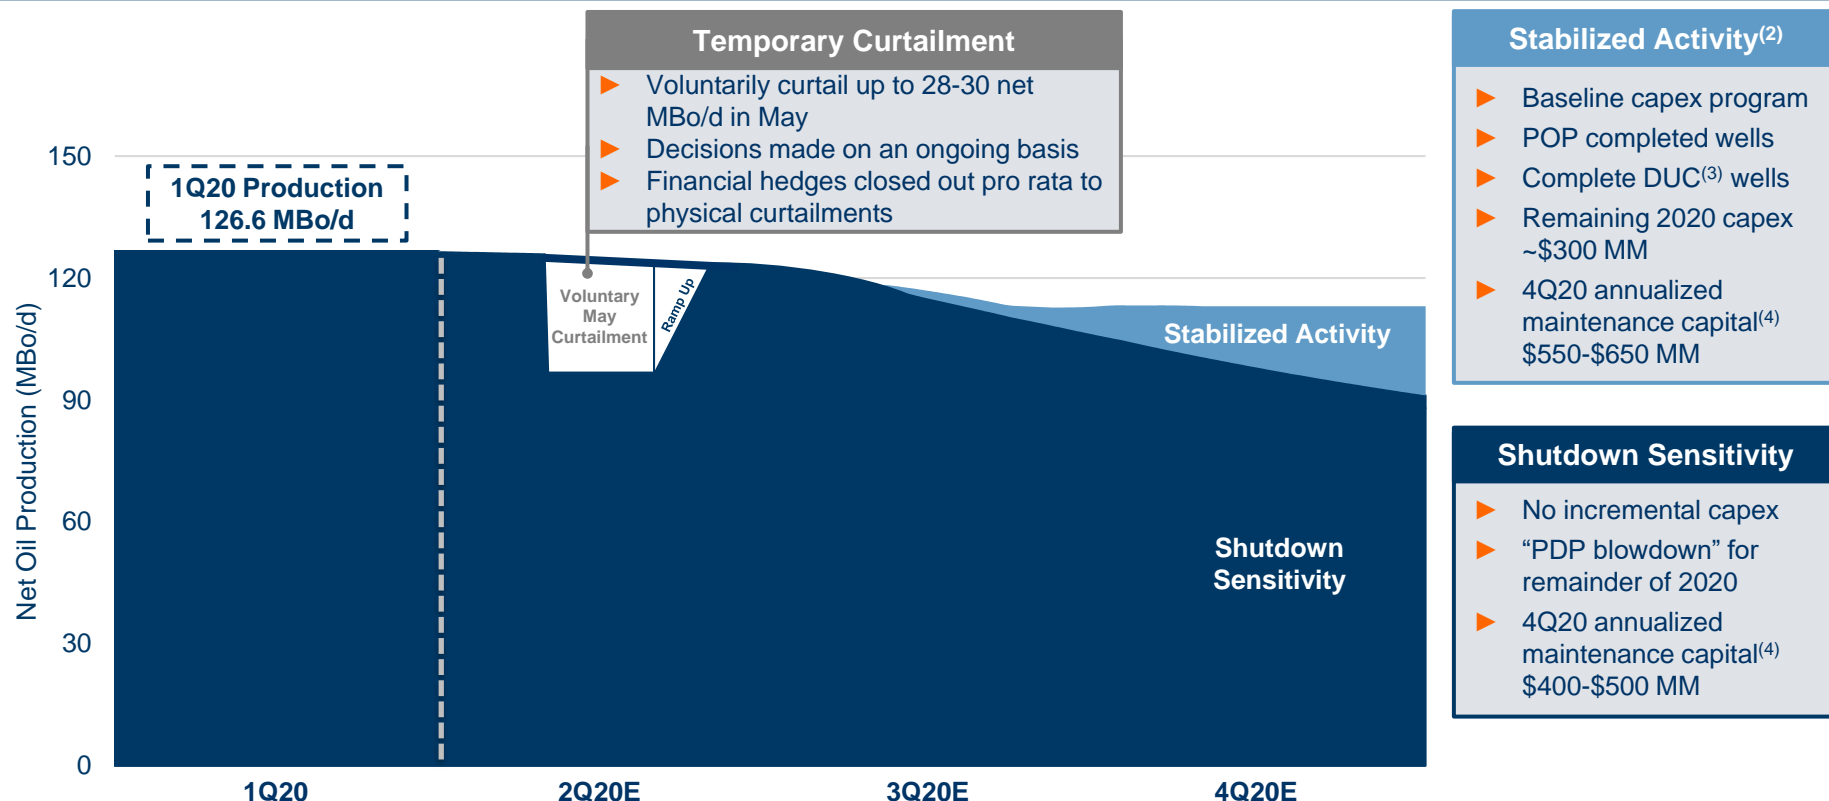 Temporary Curtailment
Voluntarily curtail up to 28-30 net
MBo/d in May
Decisions made on an ongoing basis
Financial hedges closed out pro rata to
physical curtailments
Stabilized Activity(2)
Baseline capex program
POP completed wells
Complete DUC(3) wells
Remaining 2020 capex
~$300 MM
4Q20 annualized
maintenance capital(4)
$550-$650 MM
Shutdown Sensitivity
No incremental capex
“PDP blowdown” for
remainder of 2020
4Q20 annualized
maintenance capital(4)
$400-$500 MM
Net Oil Production (MBo/d)
150
120
90
60
30
0
1Q20 Production
126.6 MBo/d
Voluntary
May
Curtailment
Ramp Up
Stabilized Activity
Shutdown
Sensitivity
1Q20
2Q20E
3Q20E
4Q20E